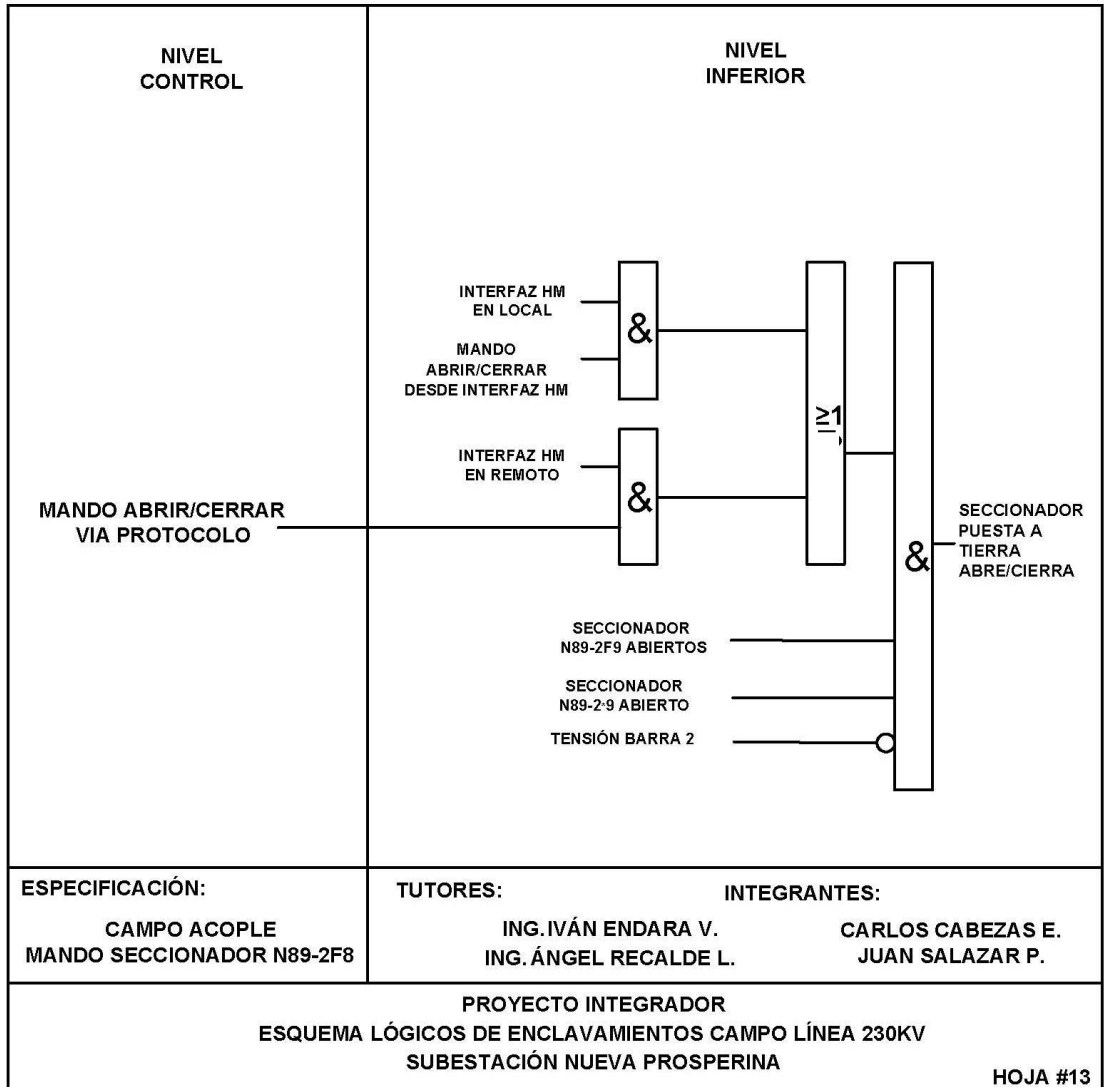 NIVEL
CONTROL
NIVEL
INFERIOR
INTERFAZ HM
EN LOCAL
&
MANDO
ABRIR/CERRAR
DESDE INTERFAZ HM
≥1
INTERFAZ HM
EN REMOTO
&
MANDO ABRIR/CERRAR
VIA PROTOCOLO
&
SECCIONADOR
PUESTA A
TIERRA
ABRE/CIERRA
SECCIONADOR
N89-2F9 ABIERTOS
SECCIONADOR
N89-2*9 ABIERTO
TENSIÓN BARRA 2
ESPECIFICACIÓN:
CAMPO ACOPLE
MANDO SECCIONADOR N89-2F8
TUTORES:
ING.IVÁN ENDARA V.
ING. ÁNGEL RECALDE L.
INTEGRANTES:
CARLOS CABEZAS E.
JUAN SALAZAR P.
PROYECTO INTEGRADOR
ESQUEMA LÓGICOS DE ENCLAVAMIENTOS CAMPO LÍNEA 230KV
SUBESTACIÓN NUEVA PROSPERINA
HOJA #13